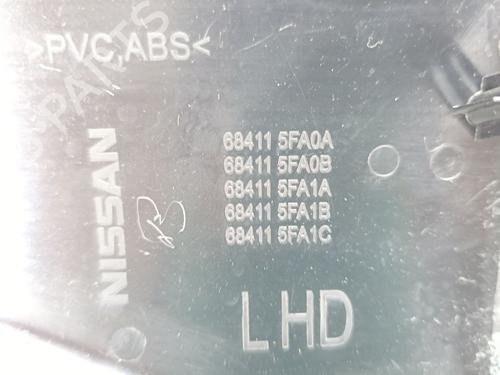 >PVC,ABS<
NISSAN
68411 5FA0A
68411 5FA0B
68411 5FA1A
68411 5FA1B
68411 5FA1C
LHD